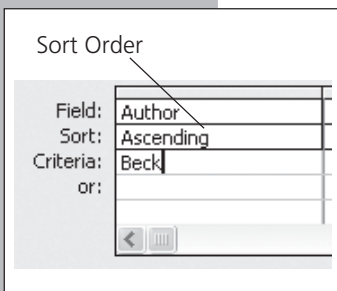 Sort Order
Field: Author
Sort: Ascending
Criteria: Beck
or: